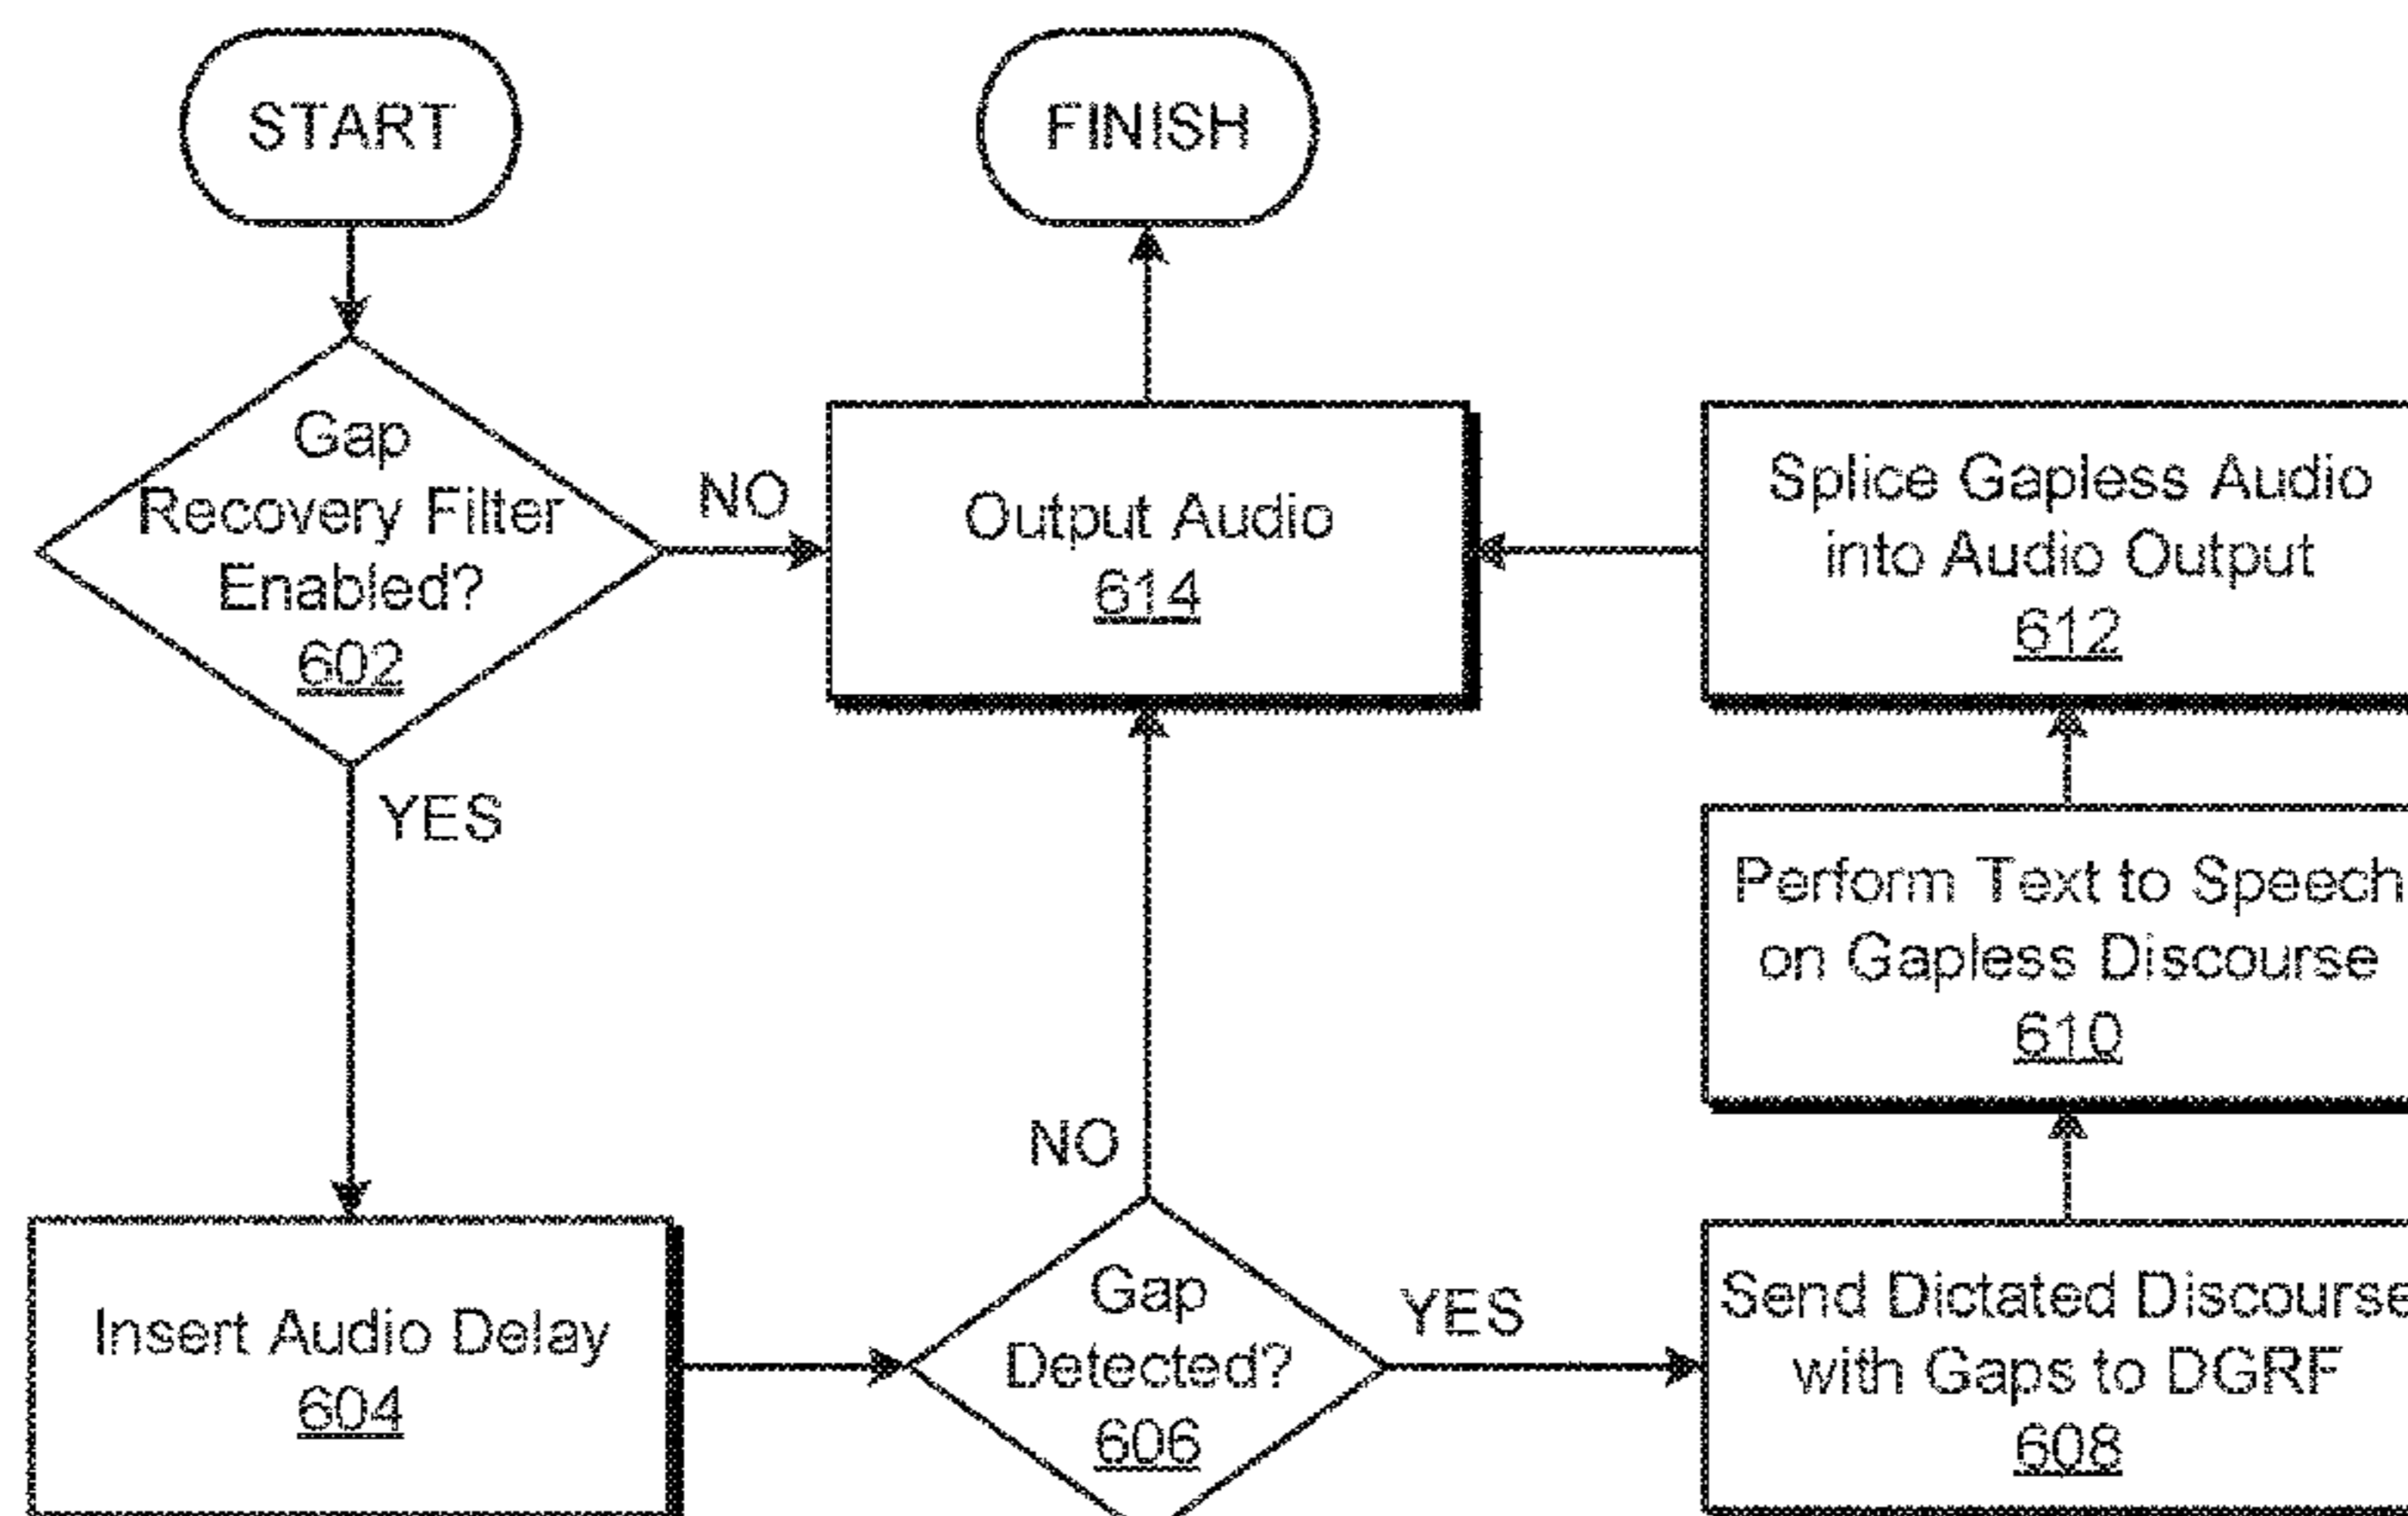 START
FINISH
Gap
Recovery Filter
Enabled?
602
NO
Output Audio
614
Splice Gapless Audio
into Audio Output
612
YES
Perform Text to Speech
on Gapless Discourse
610
NO
Insert Audio Delay
604
Gap
Detected?
606
YES
Send Dictated Discourse
with Gaps to DGRF
608